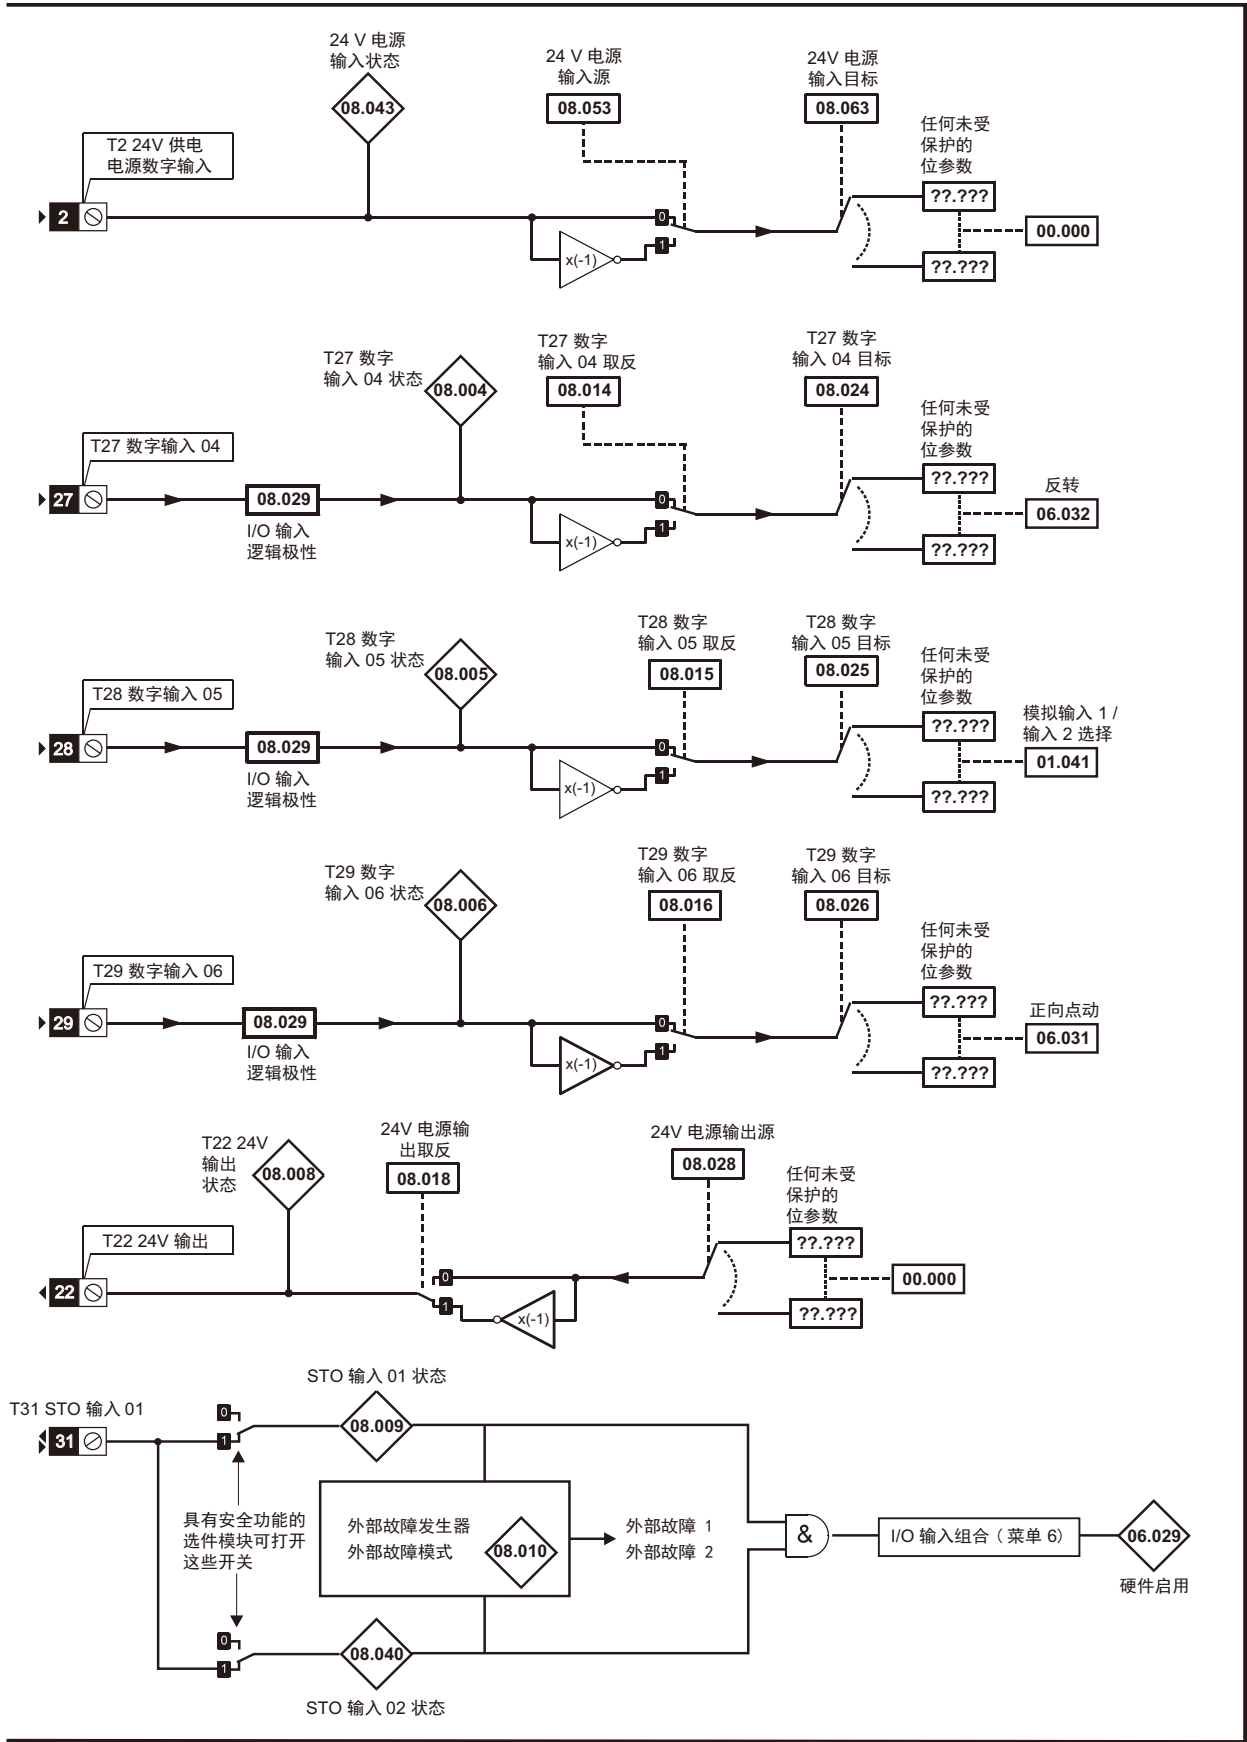 24 V 电源
输入状态
08.043
24 V 电源
输入源
08.053
24V 电源
输入目标
08.063
任何未受
保护的
位参数
T2 24V 供电
电源数字输入
2
0
1
x(-1)
??.???
??.???
00.000
T27 数字
输入 04 状态
08.004
T27 数字
输入 04 取反
08.014
T27 数字
输入 04 目标
08.024
任何未受
保护的
位参数
T27 数字输入 04
27
08.029
I/O 输入
逻辑极性
0
1
x(-1)
??.???
??.???
反转
06.032
T28 数字
输入 05 状态
08.005
T28 数字
输入 05 取反
08.015
T28 数字
输入 05 目标
08.025
任何未受
保护的
位参数
T28 数字输入 05
28
08.029
I/O 输入
逻辑极性
0
1
x(-1)
??.???
??.???
模拟输入 1 /
输入 2 选择
01.041
T29 数字
输入 06 状态
08.006
T29 数字
输入 06 取反
08.016
T29 数字
输入 06 目标
08.026
任何未受
保护的
位参数
T29 数字输入 06
29
08.029
I/O 输入
逻辑极性
0
1
x(-1)
??.???
??.???
正向点动
06.031
T22 24V
输出
状态
08.008
24V 电源输
出取反
08.018
24V 电源输出源
08.028
任何未受
保护的
位参数
T22 24V 输出
22
0
1
x(-1)
??.???
??.???
00.000
STO 输入 01 状态
08.009
T31 STO 输入 01
31
0
1
具有安全功能的
选件模块可打开
这些开关
外部故障发生器
外部故障模式
08.010
外部故障 1
外部故障 2
&
I/O 输入组合（菜单 6）
06.029
硬件启用
0
1
08.040
STO 输入 02 状态